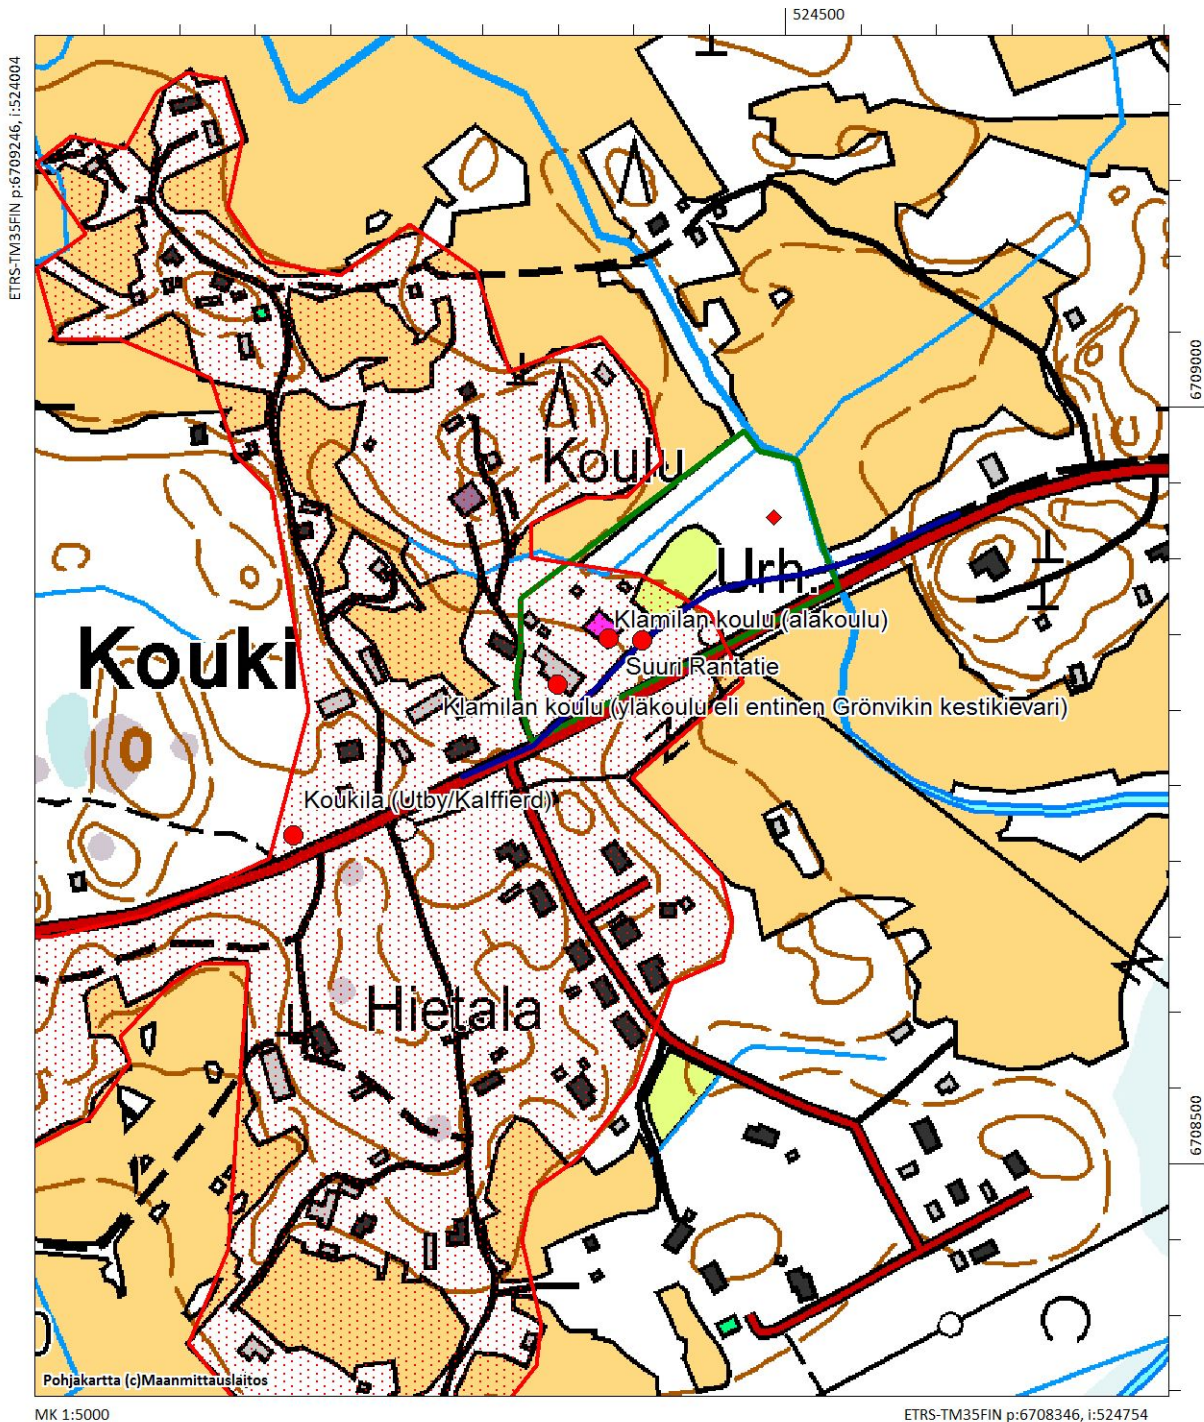 524500
ETRS-TM35FIN p:6709246, i:524004
6709000
Koulu
Urh.
Klamilan koulu (alakoulu)
Kouki
Suuri Rantatie
Klamilan koulu (yläkoulu eli entinen Grönvikin kestikievari)
Koukila (Utby/Kalffierd)
Hietala
6708500
Pohjakartta (c)Maanmittauslaitos
MK 1:5000
ETRS-TM35FIN p:6708346, i:524754